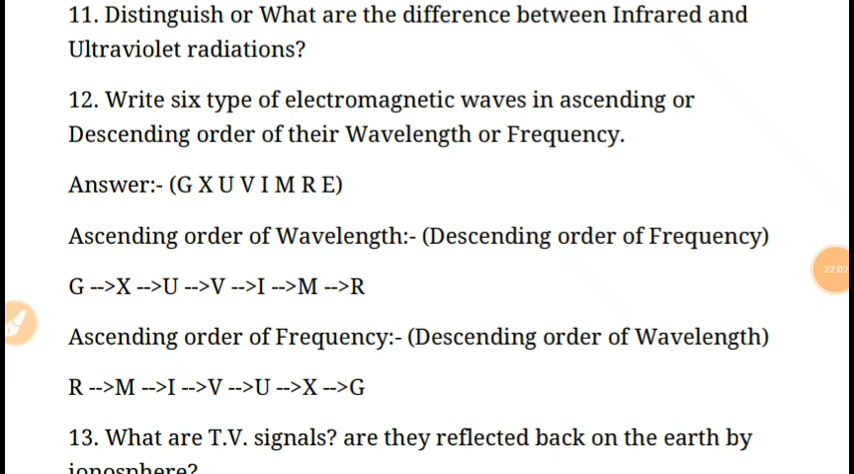 11. Distinguish or What are the difference between Infrared and
Ultraviolet radiations?
12. Write six type of electromagnetic waves in ascending or
Descending order of their Wavelength or Frequency.
Answer:- (G X U V I M R E)
Ascending order of Wavelength:- (Descending order of Frequency)
G -->X -->U -->V -->I -->M -->R
22:02
Ascending order of Frequency:- (Descending order of Wavelength)
R -->M -->I -->V -->U -->X -->G
13. What are T.V. signals? are they reflected back on the earth by
ionosphere?